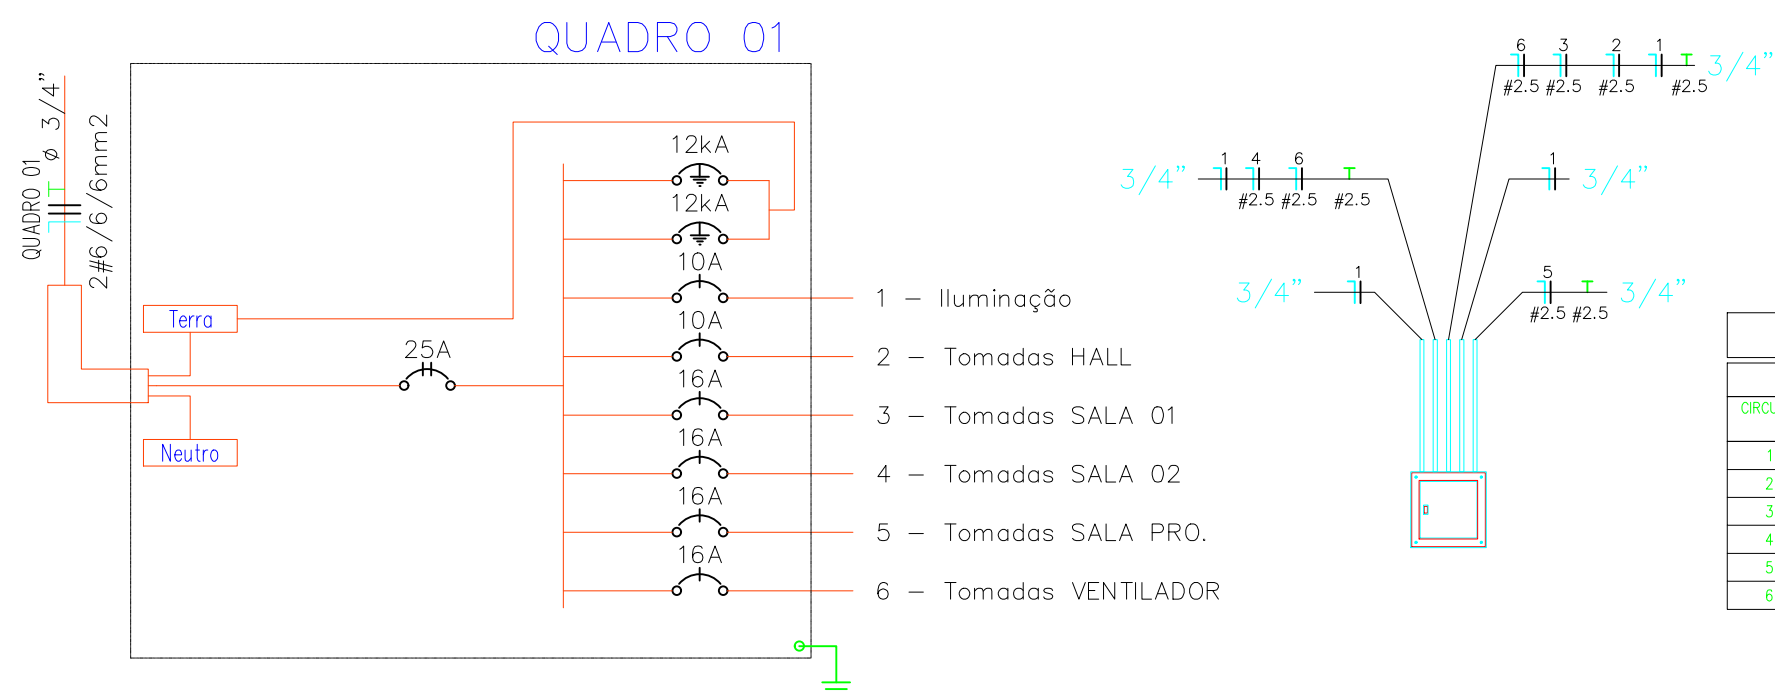 QUADRO 01
QUADRO 01
ø 3/4"
2#6/6/6mm2
12kA
12kA
10A
1 - Iluminação
Terra
10A
25A
2 - Tomadas HALL
16A
3 - Tomadas SALA 01
16A
Neutro
4 - Tomadas SALA 02
16A
5 - Tomadas SALA PRO.
16A
6 - Tomadas VENTILADOR
6 3 2 1
3/4"
#2.5 #2.5 #2.5 #2.5
1 4 6
3/4"
#2.5 #2.5 #2.5
1
3/4"
1
3/4"
5
3/4"
#2.5 #2.5
CIRCU
1
2
3
4
5
6